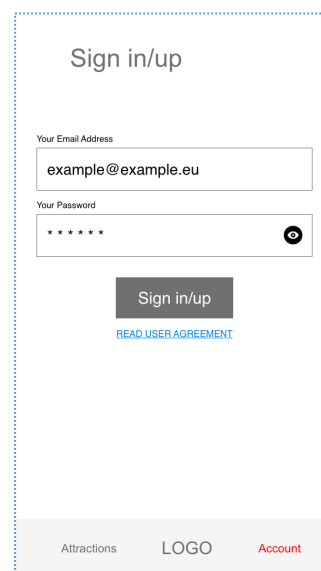 Sign in/up
Your Email Address
example@example.eu
Your Password
* * * * * *
Sign in/up
READ USER AGREEMENT
Attractions LOGO Account